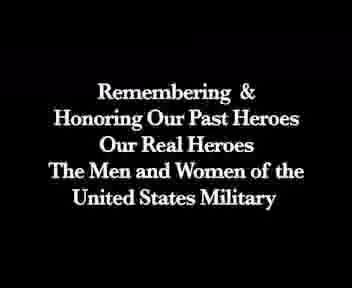 Remembering &
Honoring Our Past Heroes
Our Real Heroes
The Men and Women of the
United States Military